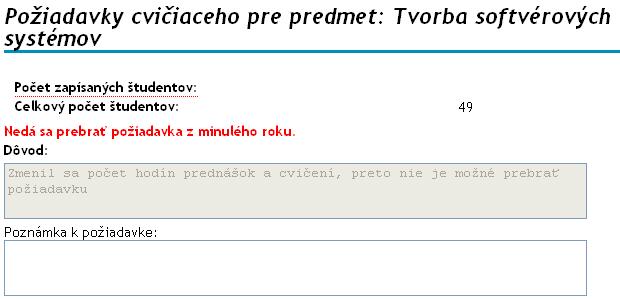 Požiadavky cvičiaceho pre predmet: Tvorba softvérových
systémov
Počet zapísaných študentov:
Celkový počet študentov: 49
Nedá sa prebrať požiadavka z minulého roku.
Dôvod:
Zmenil sa počet hodín prednášok a cvičení, preto nie je možné prebrať
požiadavku
Poznámka k požiadavke: